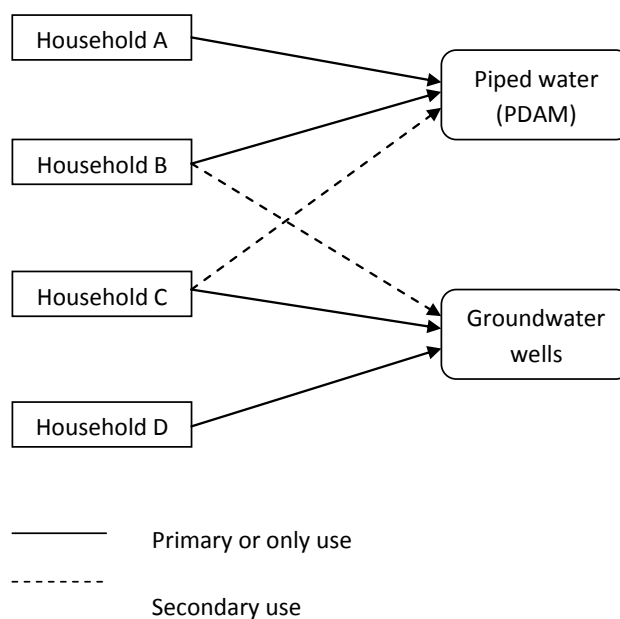 Household A
Piped water
(PDAM)
Household B
Household C
Groundwater
wells
Household D
Primary or only use
Secondary use